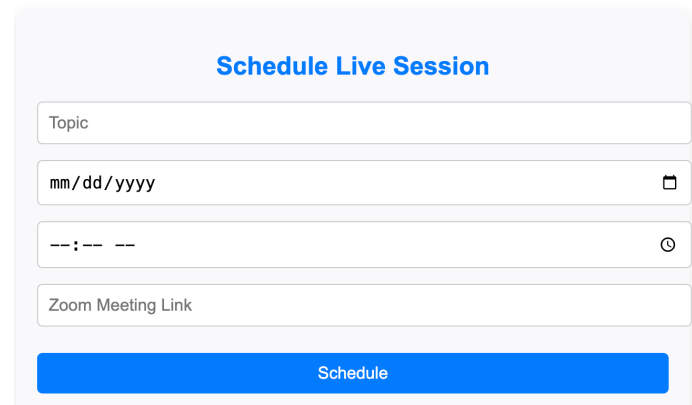 Schedule Live Session
Topic
mm/dd/yyyy
--:-- --
Zoom Meeting Link
Schedule